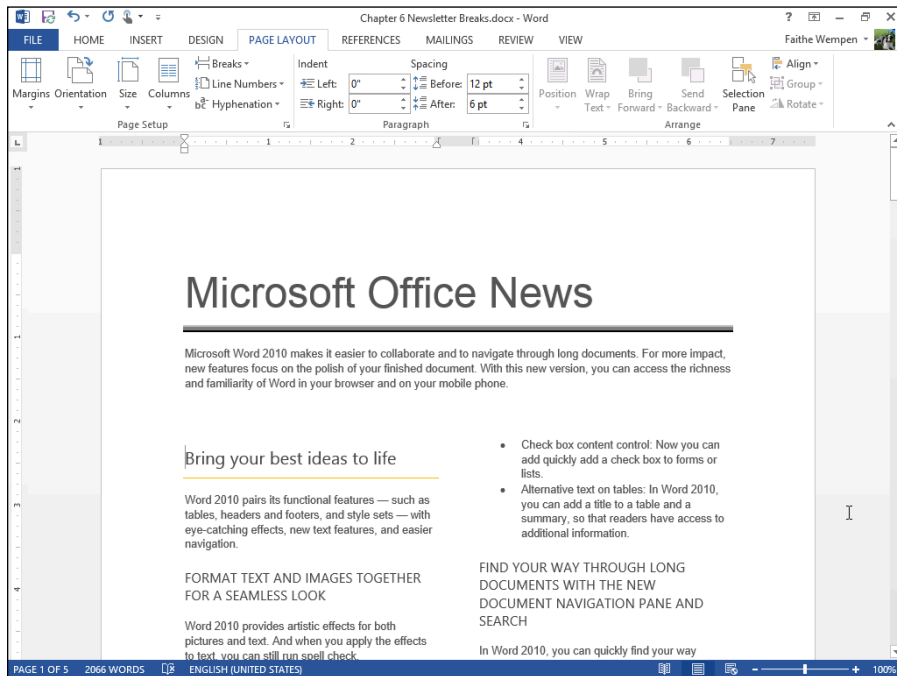 Chapter 6 Newsletter Breaks.docx - Word
?
FILE HOME INSERT DESIGN PAGE LAYOUT REFERENCES MAILINGS REVIEW VIEW Faithe Wempen
Breaks Indent Spacing Align
Line Numbers Left: 0" Before: 12 pt Group
Margins Orientation Size Columns Hyphenation Right: 0" After: 6 pt Position Wrap Text Bring Forward Send Backward Selection Pane Rotate
Page Setup Paragraph Arrange
L 1 1 2 4 5 6 7
Microsoft Office News
Microsoft Word 2010 makes it easier to collaborate and to navigate through long documents. For more impact,
new features focus on the polish of your finished document. With this new version, you can access the richness
and familiarity of Word in your browser and on your mobile phone.
Bring your best ideas to life
Word 2010 pairs its functional features — such as
tables, headers and footers, and style sets — with
eye-catching effects, new text features, and easier
navigation.
FORMAT TEXT AND IMAGES TOGETHER
FOR A SEAMLESS LOOK
Word 2010 provides artistic effects for both
pictures and text. And when you apply the effects
to text, you can still run spell check.
• Check box content control: Now you can
add quickly add a check box to forms or
lists.
• Alternative text on tables: In Word 2010,
you can add a title to a table and a
summary, so that readers have access to
additional information.
FIND YOUR WAY THROUGH LONG
DOCUMENTS WITH THE NEW
DOCUMENT NAVIGATION PANE AND
SEARCH
In Word 2010, you can quickly find your way
1
1
2
3
4
PAGE 1 OF 5 2066 WORDS ENGLISH (UNITED STATES) 100%